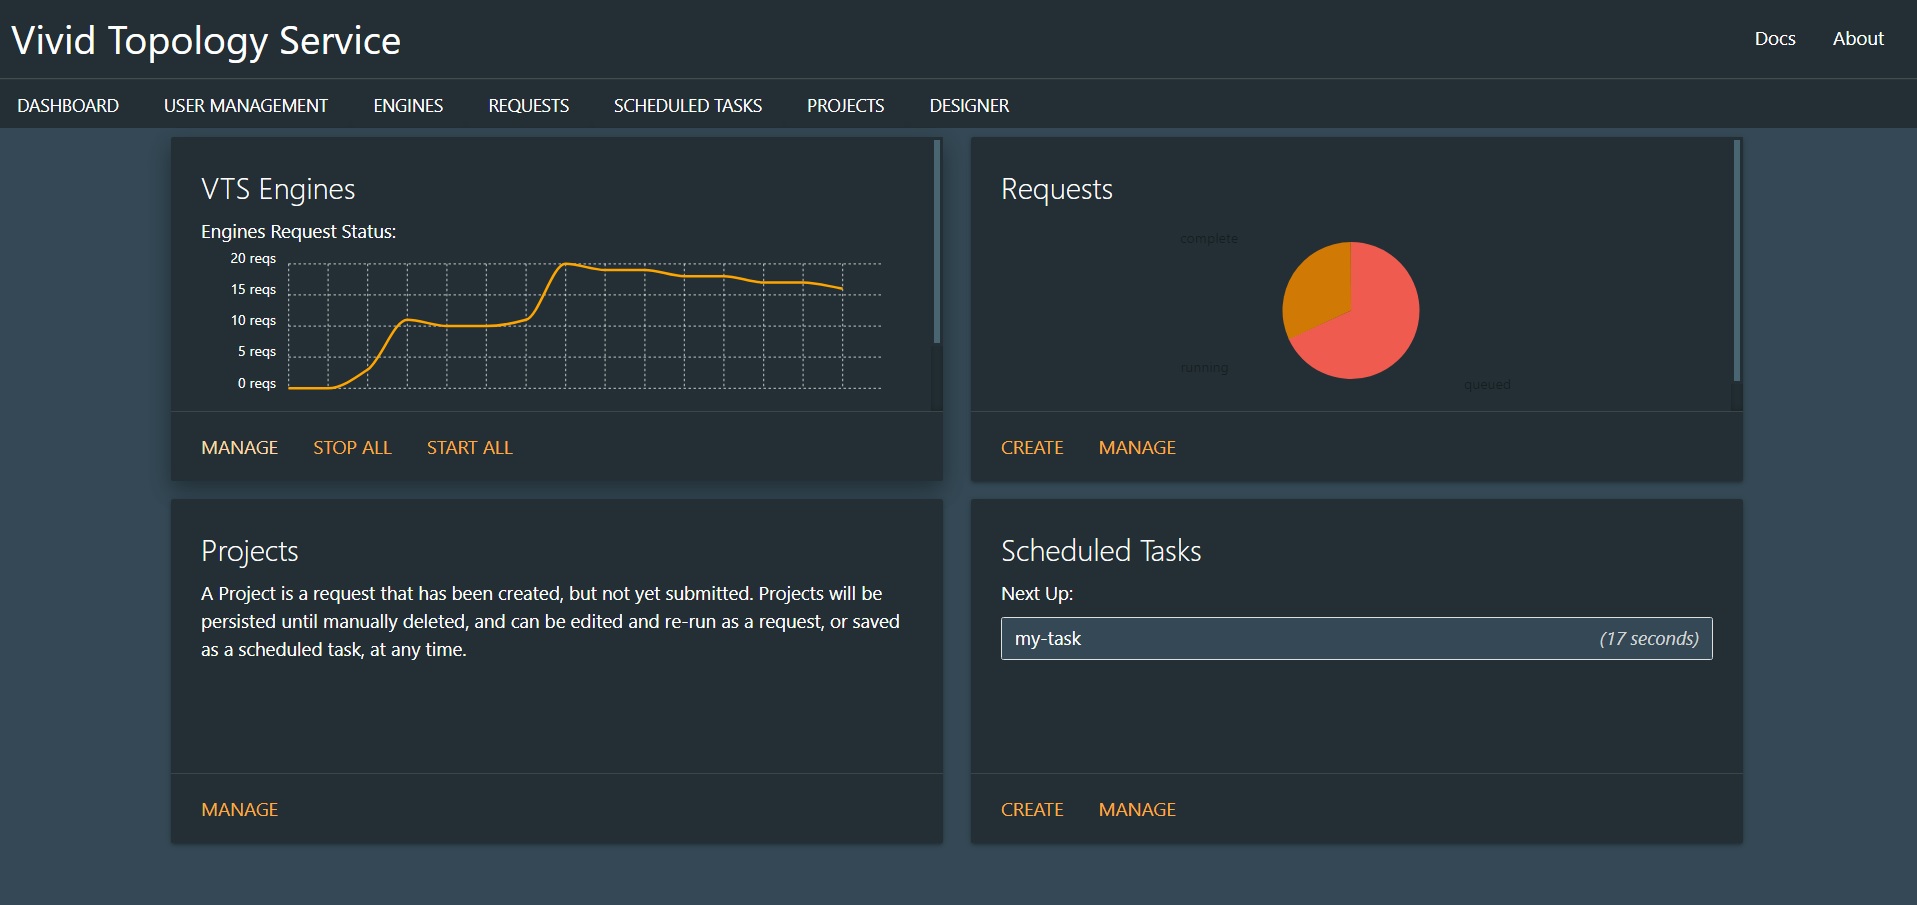 Vivid Topology Service
Docs
About
DASHBOARD
USER MANAGEMENT
ENGINES
REQUESTS
SCHEDULED TASKS
PROJECTS
DESIGNER
VTS Engines
Engines Request Status:
20 reqs
15 reqs
10 reqs
5 reqs
0 reqs
MANAGE
STOP ALL
START ALL
Requests
complete
running
queued
CREATE
MANAGE
Projects
A Project is a request that has been created, but not yet submitted. Projects will be
persisted until manually deleted, and can be edited and re-run as a request, or saved
as a scheduled task, at any time.
MANAGE
Scheduled Tasks
Next Up:
my-task
(17 seconds)
CREATE
MANAGE